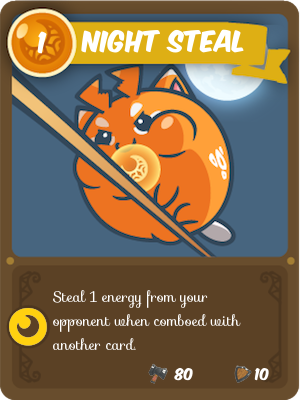 1 NIGHT STEAL
Steal 1 energy from your
opponent when comboed with
another card.
80 10